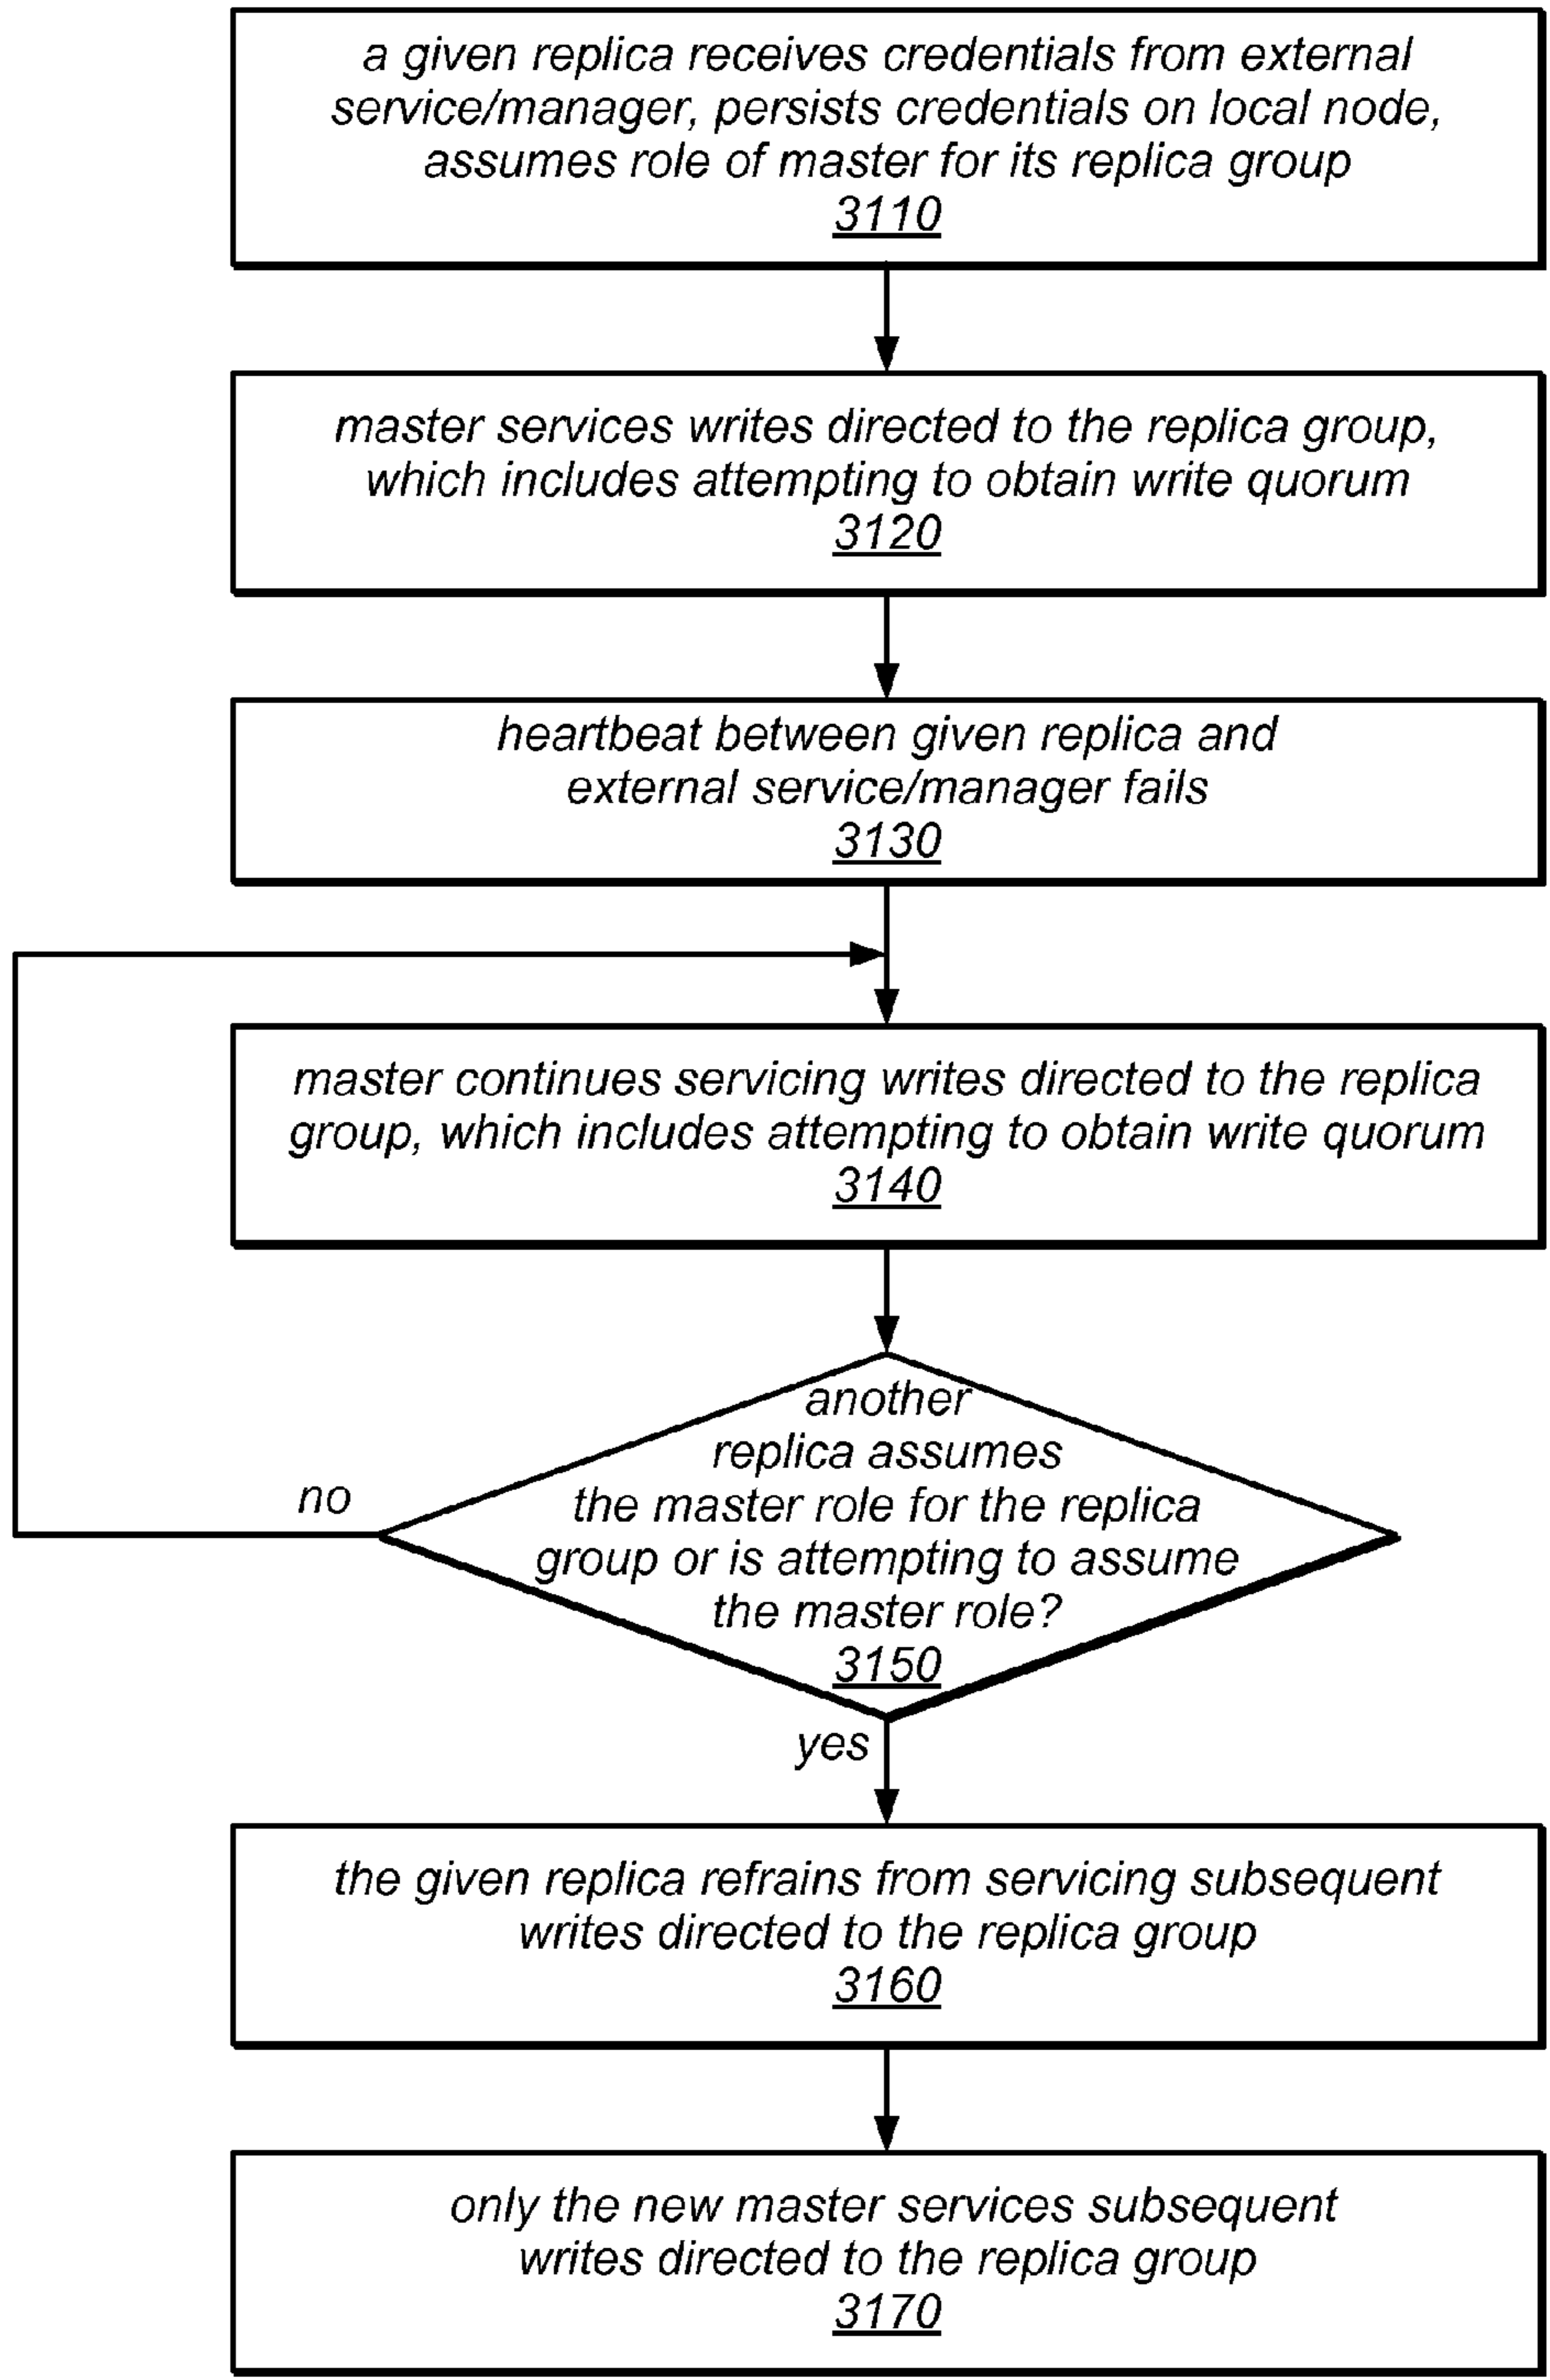 a given replica receives credentials from external
service/manager, persists credentials on local node,
assumes role of master for its replica group
3110
master services writes directed to the replica group,
which includes attempting to obtain write quorum
3120
heartbeat between given replica and
external service/manager fails
3130
master continues servicing writes directed to the replica
group, which includes attempting to obtain write quorum
3140
another
replica assumes
the master role for the replica
group or is attempting to assume
the master role?
3150
no
yes
the given replica refrains from servicing subsequent
writes directed to the replica group
3160
only the new master services subsequent
writes directed to the replica group
3170